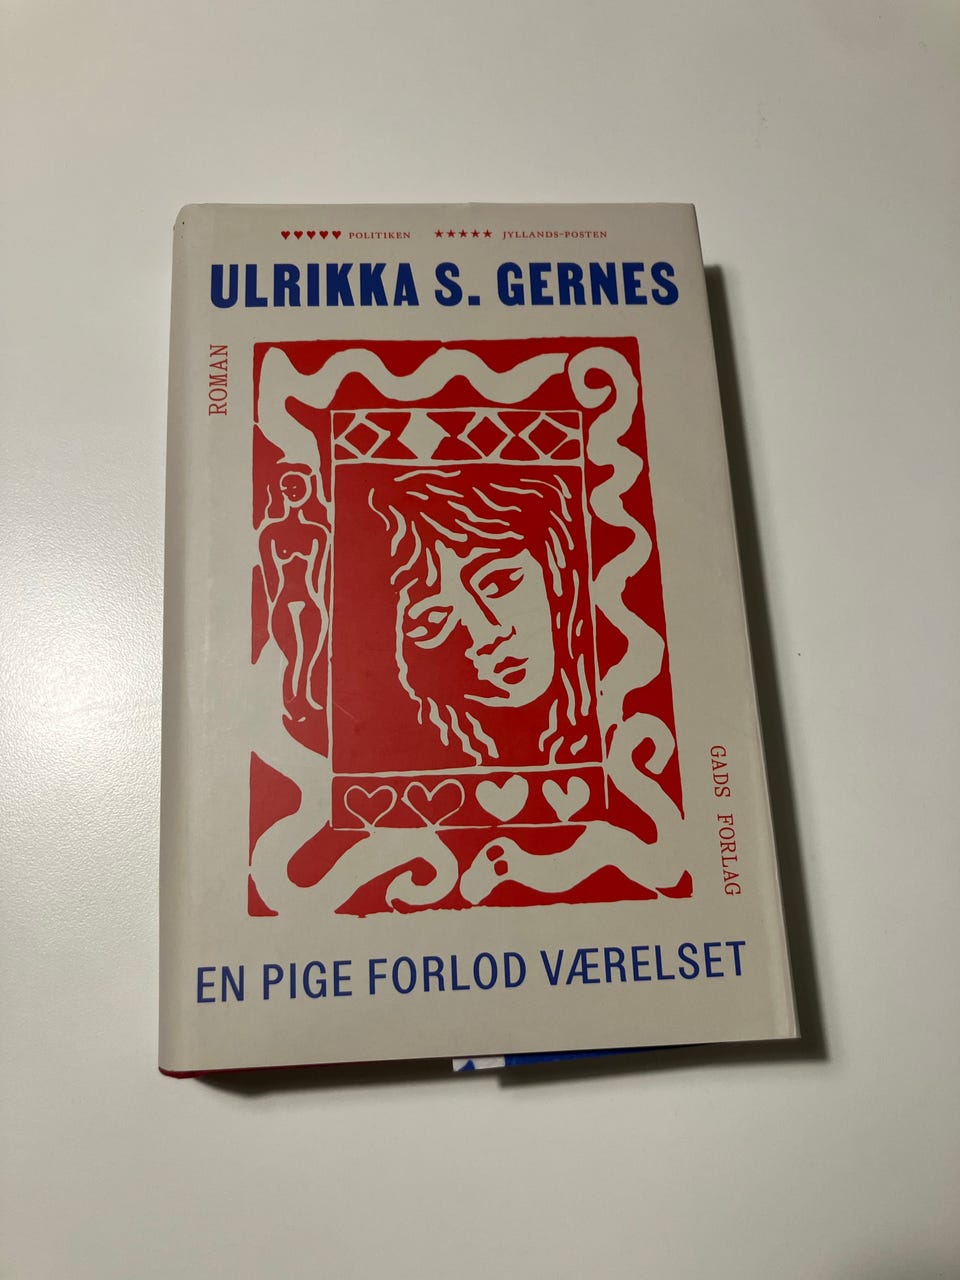 ♥♥♥♥♥ POLITIKEN ★★★★★ JYLLANDS-POSTEN
ULRIKKA S. GERNES
ROMAN
GADS FORLAG
EN PIGE FORLOD VÆRELSET